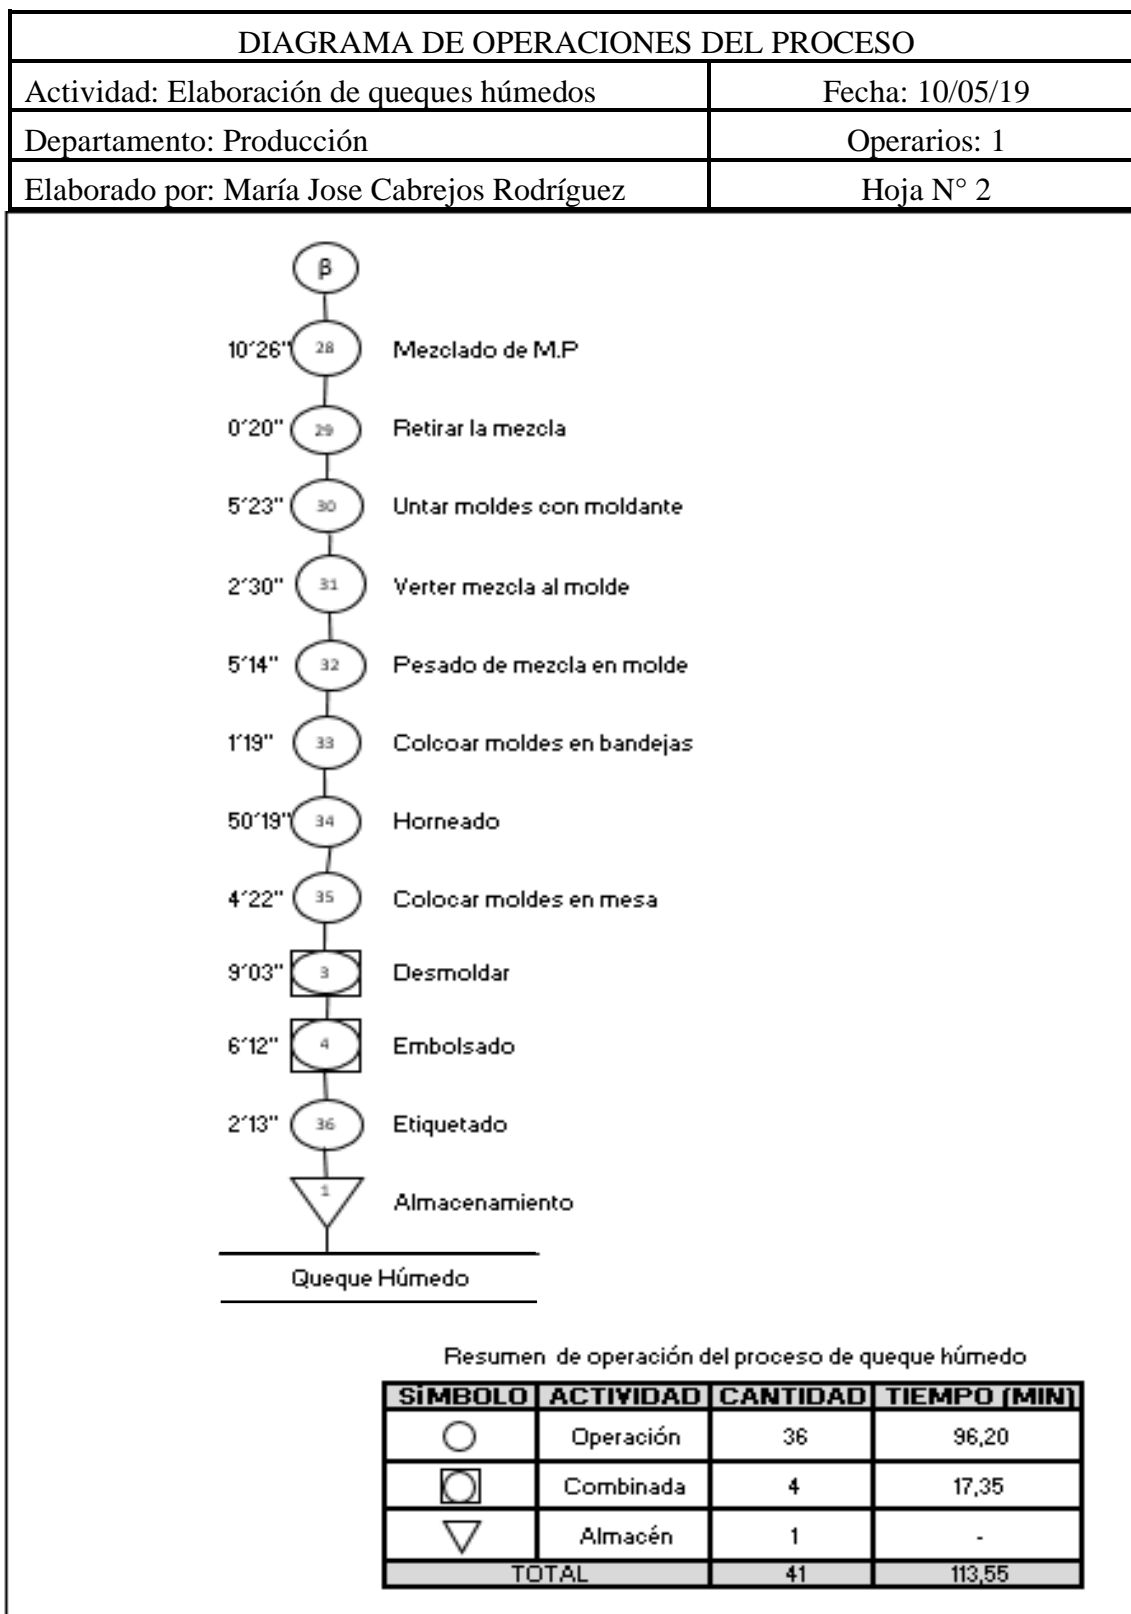 DIAGRAMA DE OPERACIONES DEL PROCESO
Actividad: Elaboración de queques húmedos Fecha: 10/05/19
Departamento: Producción Operarios: 1
Elaborado por: María Jose Cabrejos Rodríguez Hoja N° 2
β
10´26" 28 Mezclado de M.P
0´20" 29 Retirar la mezcla
5´23" 30 Untar moldes con moldante
2´30" 31 Verter mezcla al molde
5´14" 32 Pesado de mezcla en molde
1´19" 33 Colcoar moldes en bandejas
50´19" 34 Horneado
4´22" 35 Colocar moldes en mesa
9´03" 3 Desmoldar
6´12" 4 Embolsado
2´13" 36 Etiquetado
1 Almacenamiento
Queque Húmedo
Resumen de operación del proceso de queque húmedo
SÍMBOLO ACTIVIDAD CANTIDAD TIEMPO (MIN)
Operación 36 96,20
Combinada 4 17,35
Almacén 1 -
TOTAL 41 113,55